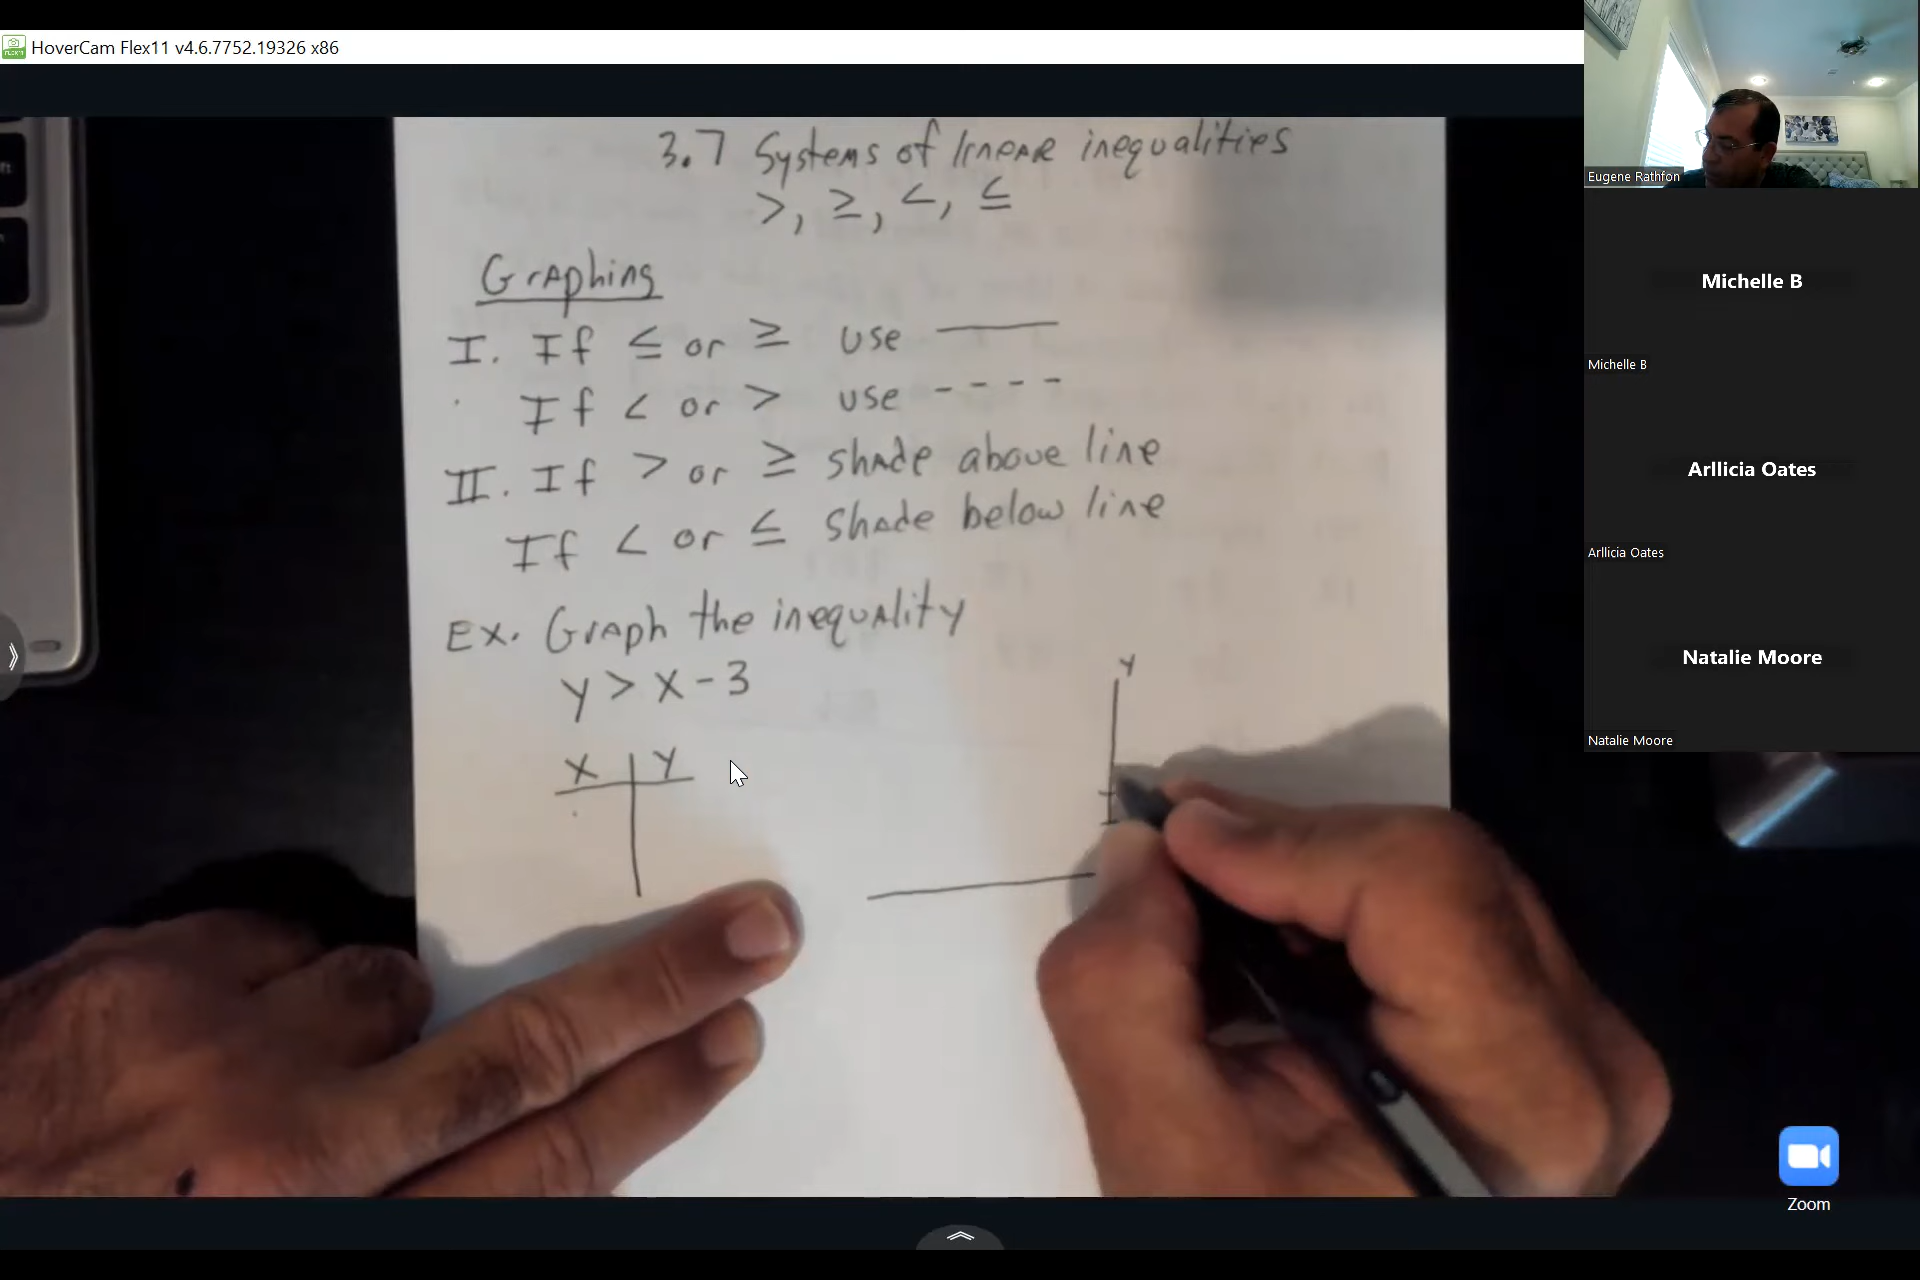 HoverCam Flex11 v4.6.7752.19326 x86
3.7 Systems of linear inequalities
>, ≥, <, ≤
Graphing
I. If ≤ or ≥ use ——
If < or > use ----
II. If > or ≥ shade above line
If < or ≤ shade below line
Ex. Graph the inequality
y > x - 3
x y
y
Eugene Rathfon
Michelle B
Michelle B
Arllicia Oates
Arllicia Oates
Natalie Moore
Natalie Moore
Zoom